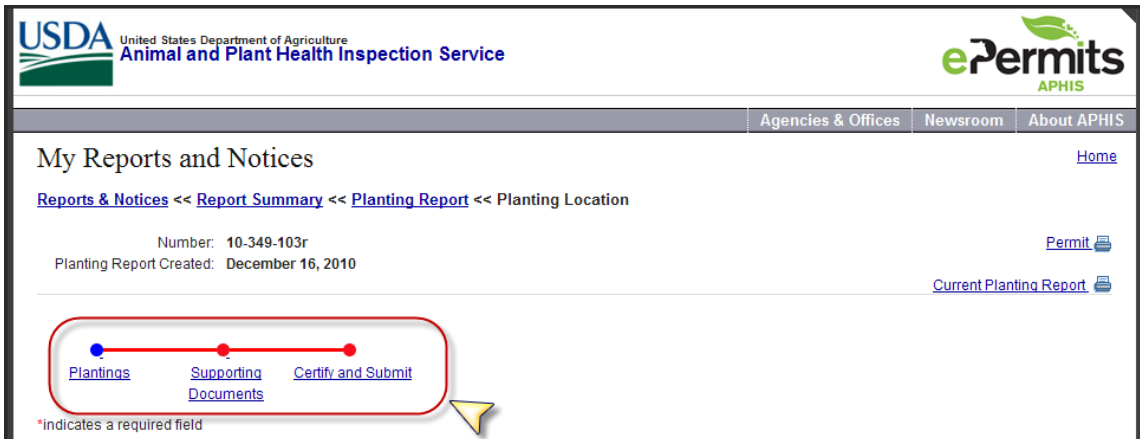 USDA
United States Department of Agriculture
Animal and Plant Health Inspection Service
ePermits
APHIS
Agencies & Offices Newsroom About APHIS
My Reports and Notices
Home
Reports & Notices << Report Summary << Planting Report << Planting Location
Number: 10-349-103r
Permit
Planting Report Created: December 16, 2010
Current Planting Report
Plantings Supporting Documents Certify and Submit
*indicates a required field